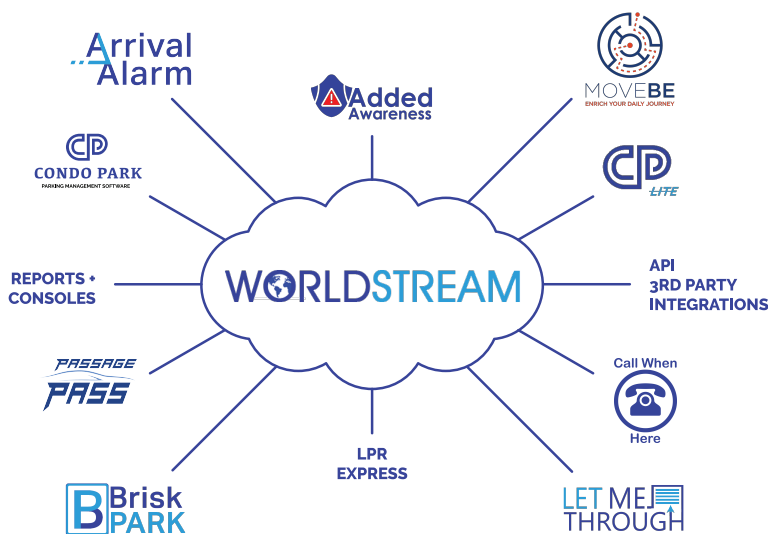 Arrival
Alarm
Added
Awareness
MOVEBE
ENRICH YOUR DAILY JOURNEY
CP
CONDO PARK
PARKING MANAGEMENT SOFTWARE
CP
LITE
REPORTS +
CONSOLES
WORLDSTREAM
API
3RD PARTY
INTEGRATIONS
PASSAGE
PASS
Call When
Here
LPR
EXPRESS
B Brisk
PARK
LET ME
THROUGH